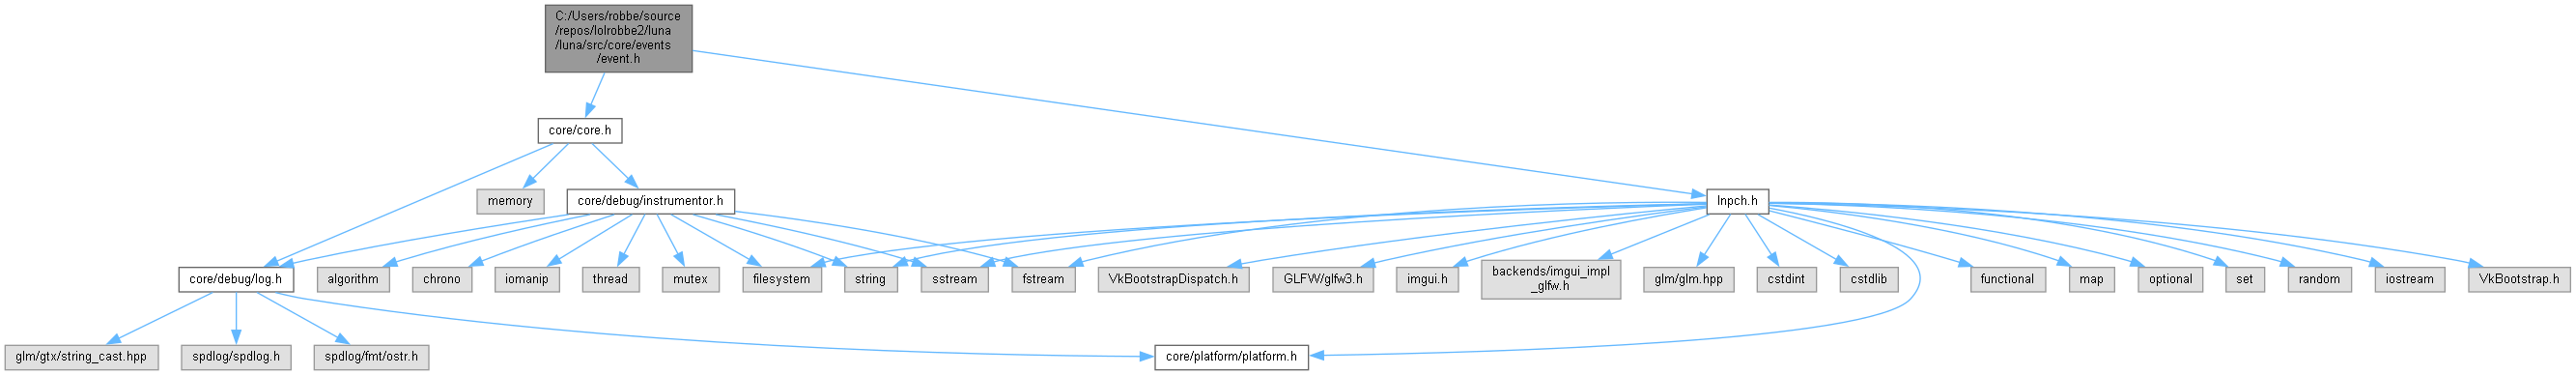 C:/Users/robbe/source
/repos/lolrobbe2/luna
/luna/src/core/events
/event.h
core/core.h
memory
core/debug/instrumentor.h
lnpch.h
core/debug/log.h
algorithm
chrono
iomanip
thread
mutex
filesystem
string
sstream
fstream
VkBootstrapDispatch.h
GLFW/glfw3.h
imgui.h
backends/imgui_impl
_glfw.h
glm/glm.hpp
cstdint
cstdlib
functional
map
optional
set
random
iostream
VkBootstrap.h
glm/gtx/string_cast.hpp
spdlog/spdlog.h
spdlog/fmt/ostr.h
core/platform/platform.h